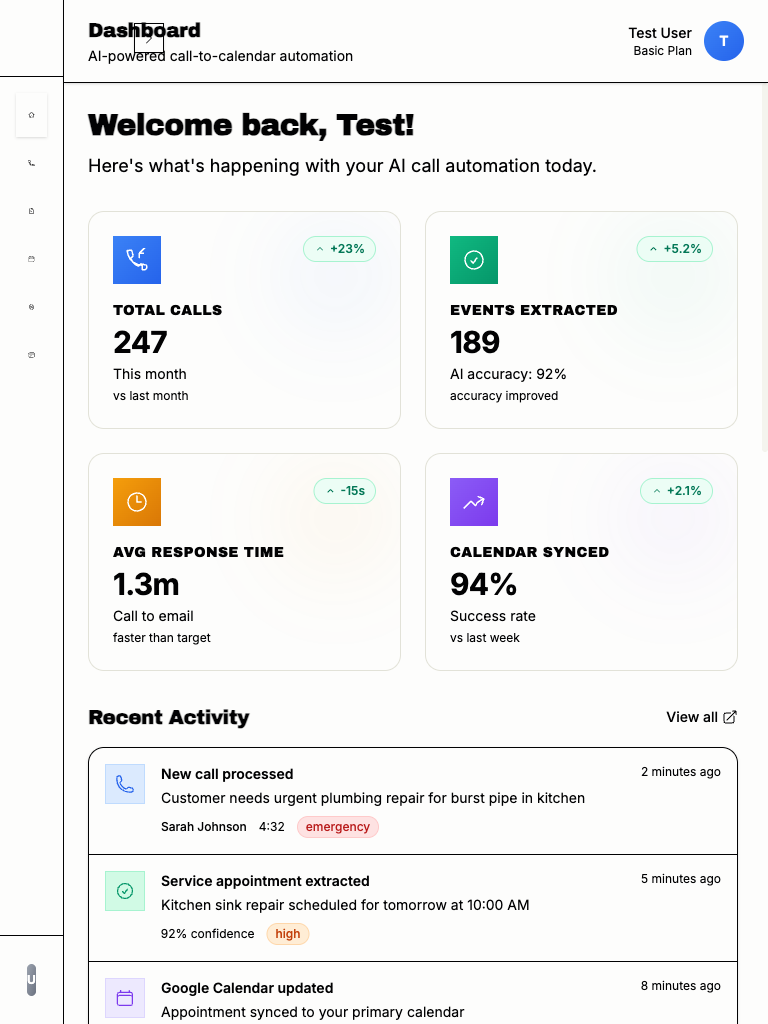 Dashboard
AI-powered call-to-calendar automation
Test User
Basic Plan
T
Welcome back, Test!
Here's what's happening with your AI call automation today.
+23%
TOTAL CALLS
247
This month
vs last month
+5.2%
EVENTS EXTRACTED
189
AI accuracy: 92%
accuracy improved
-15s
AVG RESPONSE TIME
1.3m
Call to email
faster than target
+2.1%
CALENDAR SYNCED
94%
Success rate
vs last week
Recent Activity
View all
New call processed
2 minutes ago
Customer needs urgent plumbing repair for burst pipe in kitchen
Sarah Johnson 4:32 emergency
Service appointment extracted
5 minutes ago
Kitchen sink repair scheduled for tomorrow at 10:00 AM
92% confidence high
Google Calendar updated
8 minutes ago
Appointment synced to your primary calendar
U